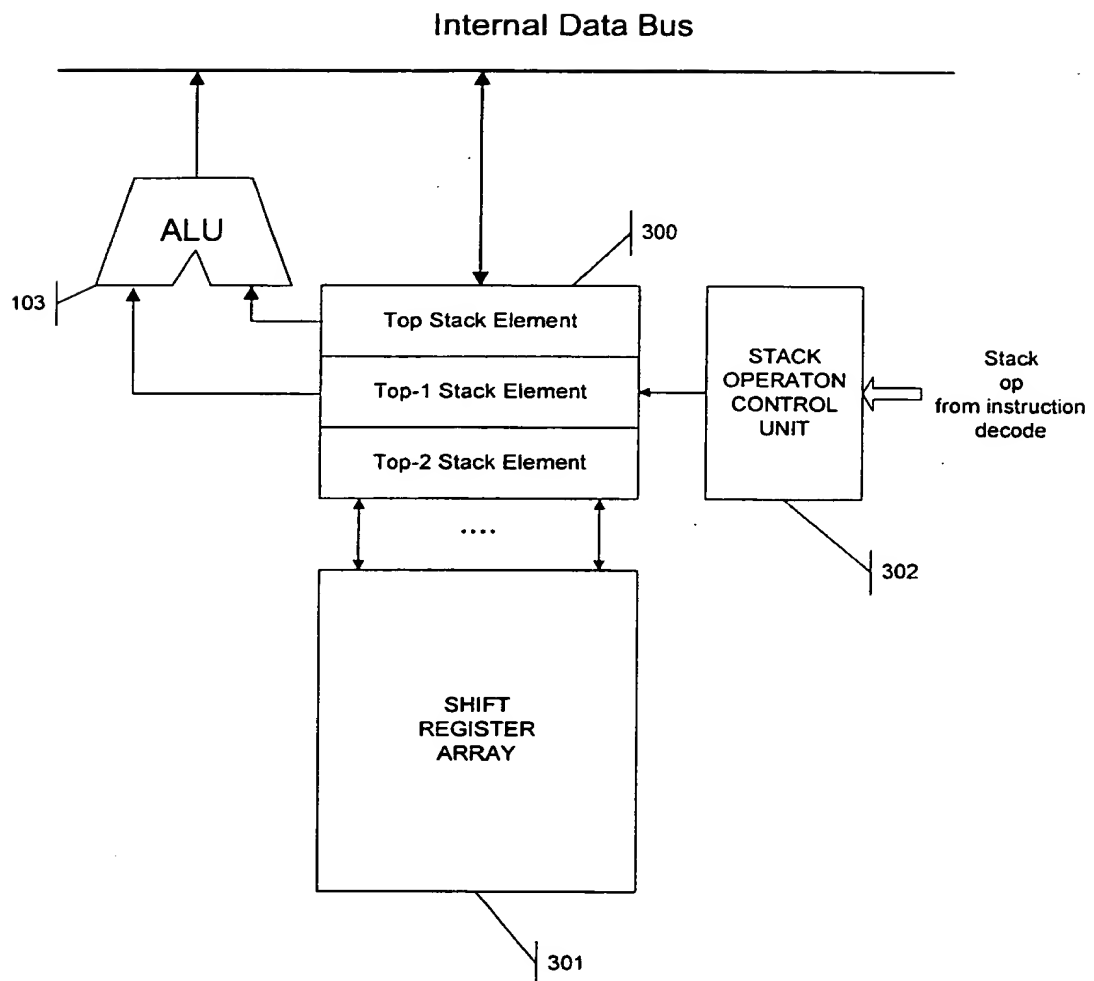 Internal Data Bus
ALU
300
103
Top Stack Element
Top-1 Stack Element
Top-2 Stack Element
STACK
OPERATON
CONTROL
UNIT
Stack
op
from instruction
decode
....
302
SHIFT
REGISTER
ARRAY
301